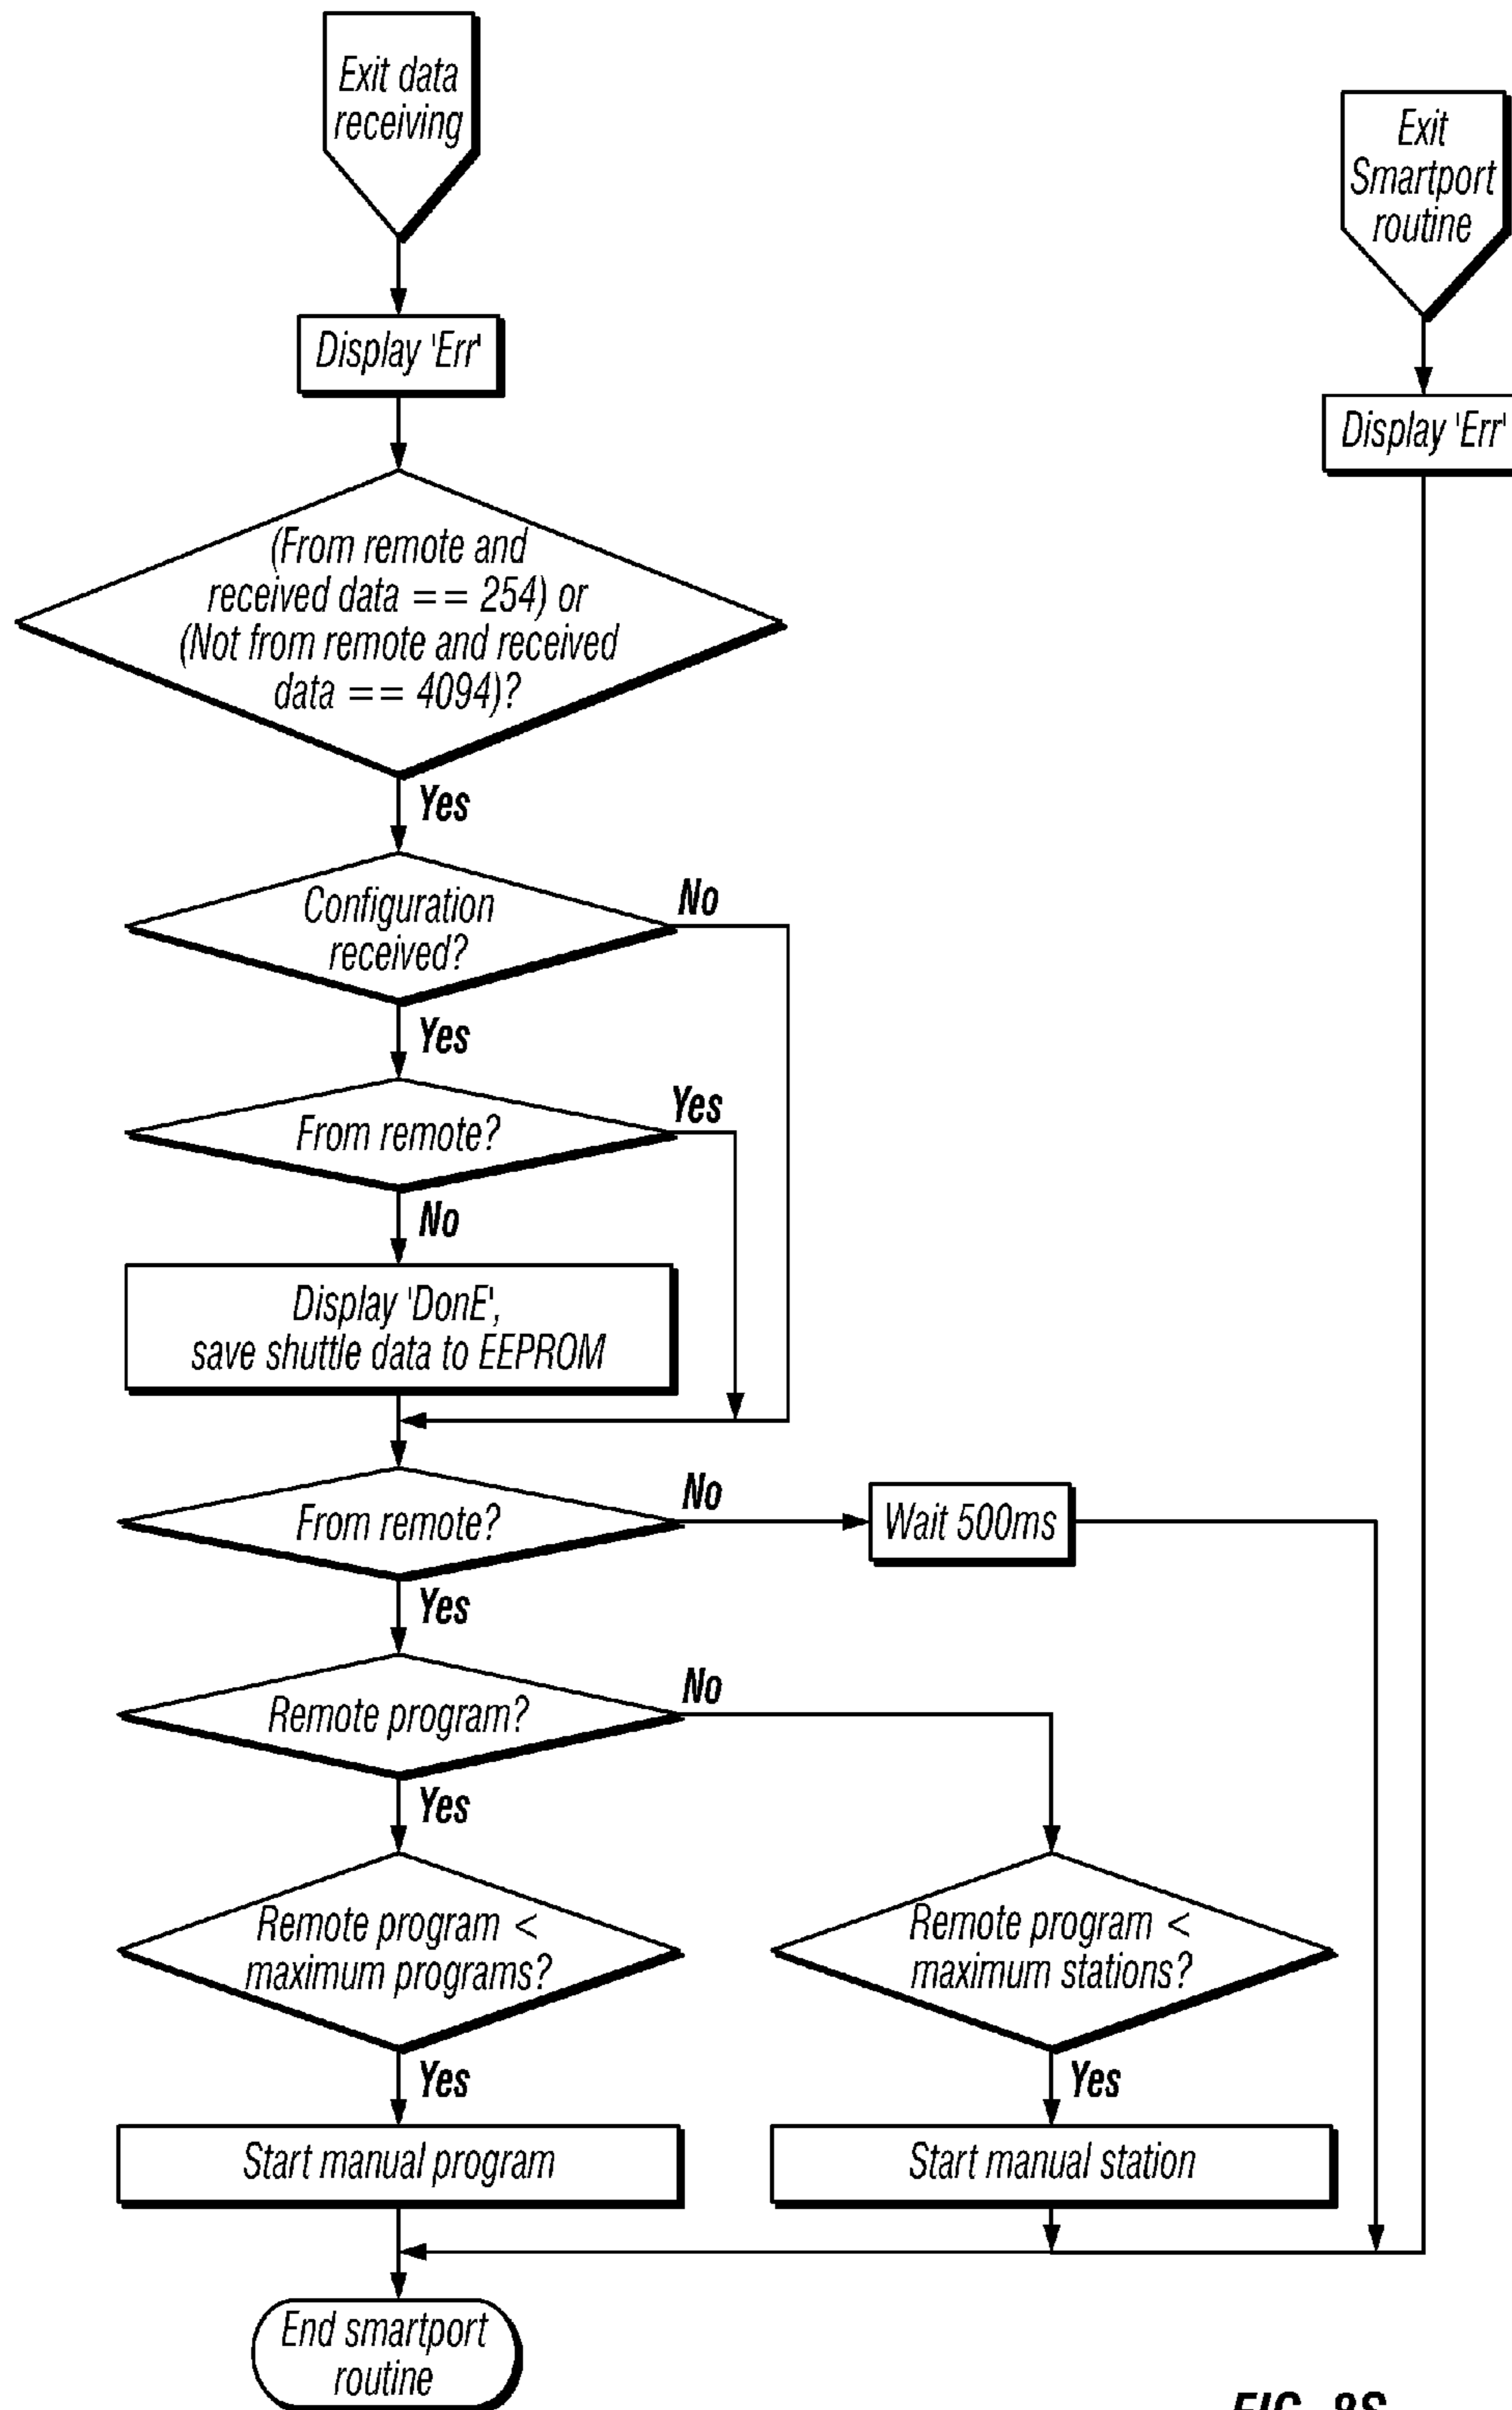 Exit data
receiving
Exit
Smartport
routine
Display 'Err'
Display 'Err'
(From remote and
received data == 254) or
(Not from remote and received
data == 4094)?
Yes
Configuration
received?
No
Yes
From remote?
Yes
No
Display 'DonE',
save shuttle data to EEPROM
From remote?
No
Wait 500ms
Yes
Remote program?
No
Yes
Remote program <
maximum programs?
Remote program <
maximum stations?
Yes
Yes
Start manual program
Start manual station
End smartport
routine
FIG. 8S